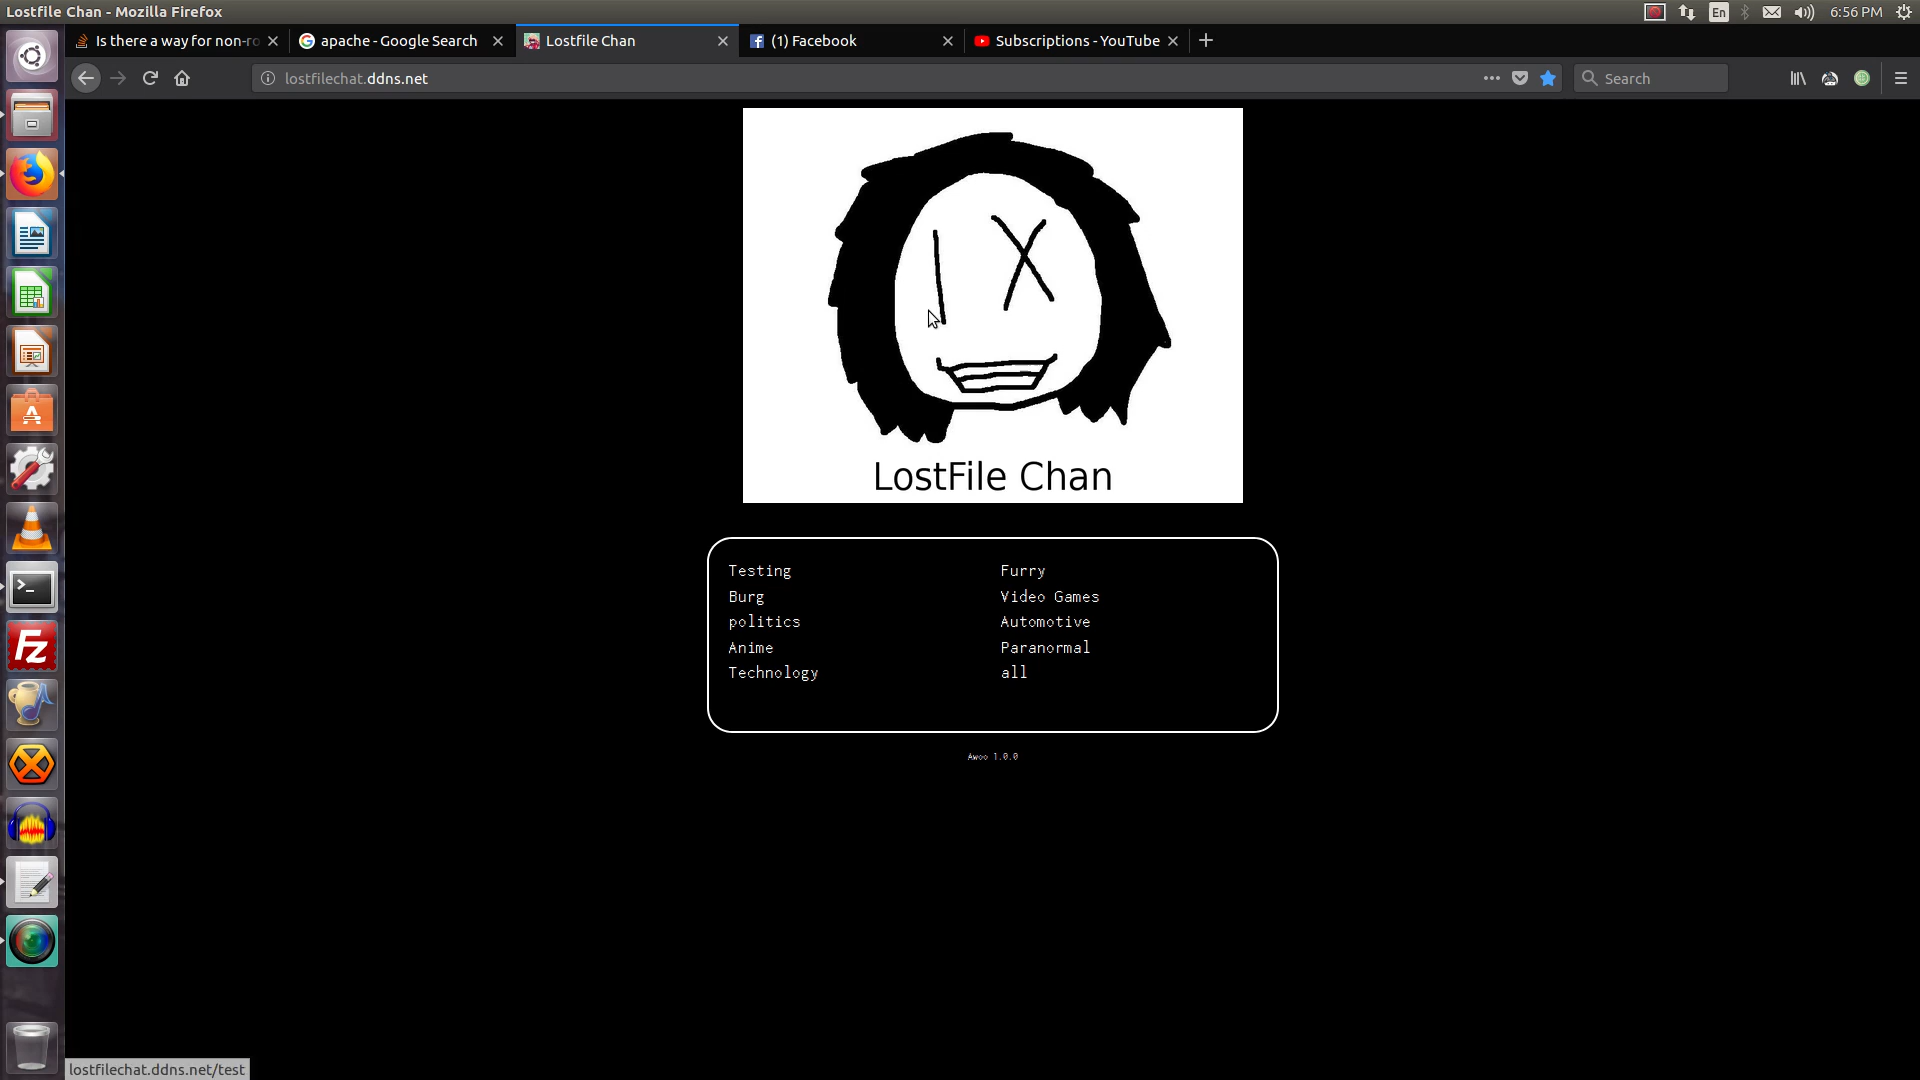 Lostfile Chan - Mozilla Firefox
En
6:56 PM
Is there a way for non-ro
apache - Google Search
Lostfile Chan
(1) Facebook
Subscriptions - YouTube
lostfilechat.ddns.net
Search
LostFile Chan
Testing
Furry
Burg
Video Games
politics
Automotive
Anime
Paranormal
Technology
all
Awoo 1.0.0
lostfilechat.ddns.net/test